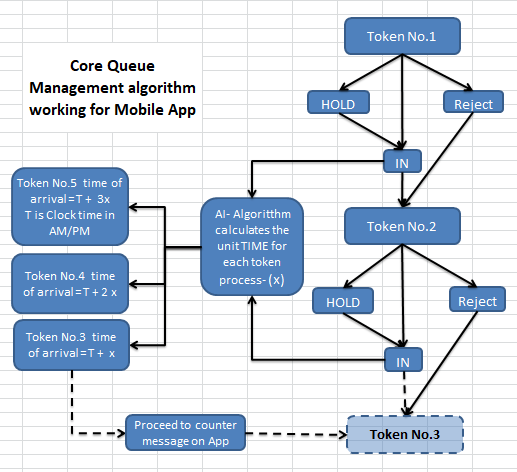 Core Queue
Management algorithm
working for Mobile App
Token No.1
HOLD
Reject
IN
Token No.5 time of
arrival=T + 3x
T is Clock time in
AM/PM
AI- Algoritthm
calculates the
unit TIME for
each token
process-(x)
Token No.2
Token No.4 time
of arrival=T+2 x
HOLD
Reject
Token No.3 time
of arrival=T+ x
IN
Proceed to counter
message on App
Token No.3